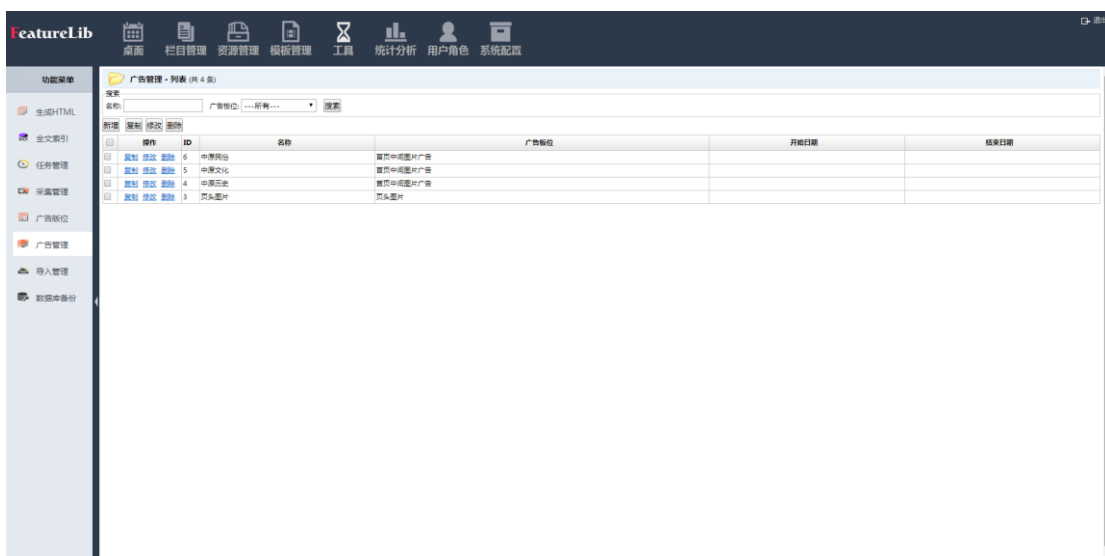 FeatureLib
桌面 栏目管理 资源管理 模板管理 工具 统计分析 用户角色 系统配置
功能菜单
生成HTML
全文索引
任务管理
采集管理
广告版位
广告管理
导入管理
数据库备份
广告管理 - 列表 (共 4 条)
搜索
名称: 广告版位: ---所有--- 搜索
新增 复制 修改 删除
操作 ID 名称 广告版位 开始日期 结束日期
复制 修改 删除 6 中原民俗 首页中间图片广告
复制 修改 删除 5 中原文化 首页中间图片广告
复制 修改 删除 4 中原历史 首页中间图片广告
复制 修改 删除 3 页头图片 页头图片